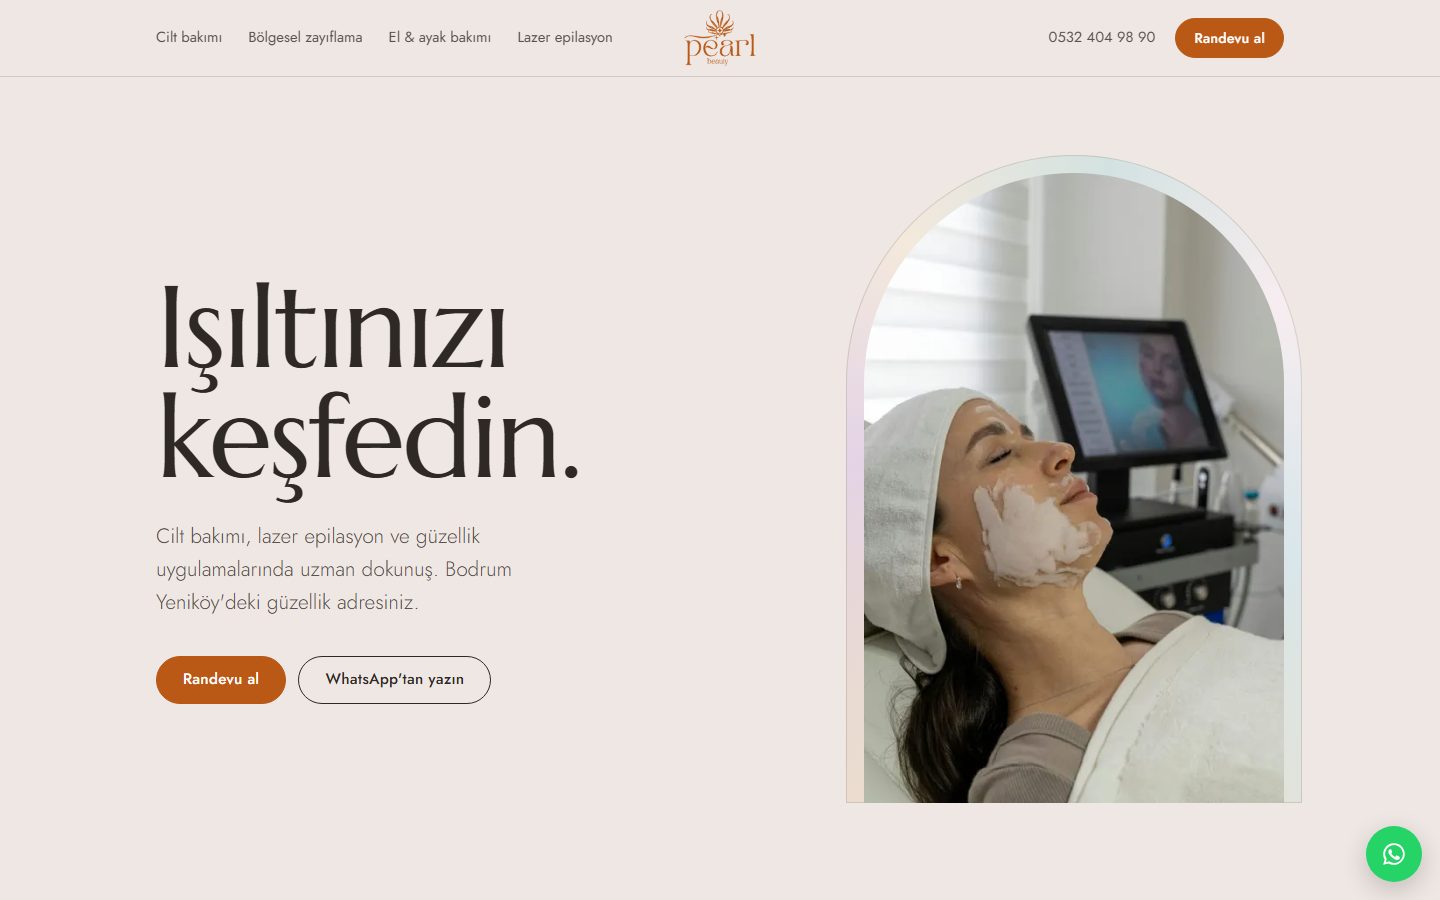 Cilt bakımı
Bölgesel zayıflama
El & ayak bakımı
Lazer epilasyon
pearl
beauty
0532 404 98 90
Randevu al
Işıltınızı
keşfedin.
Cilt bakımı, lazer epilasyon ve güzellik
uygulamalarında uzman dokunuş. Bodrum
Yeniköy'deki güzellik adresiniz.
Randevu al
WhatsApp'tan yazın